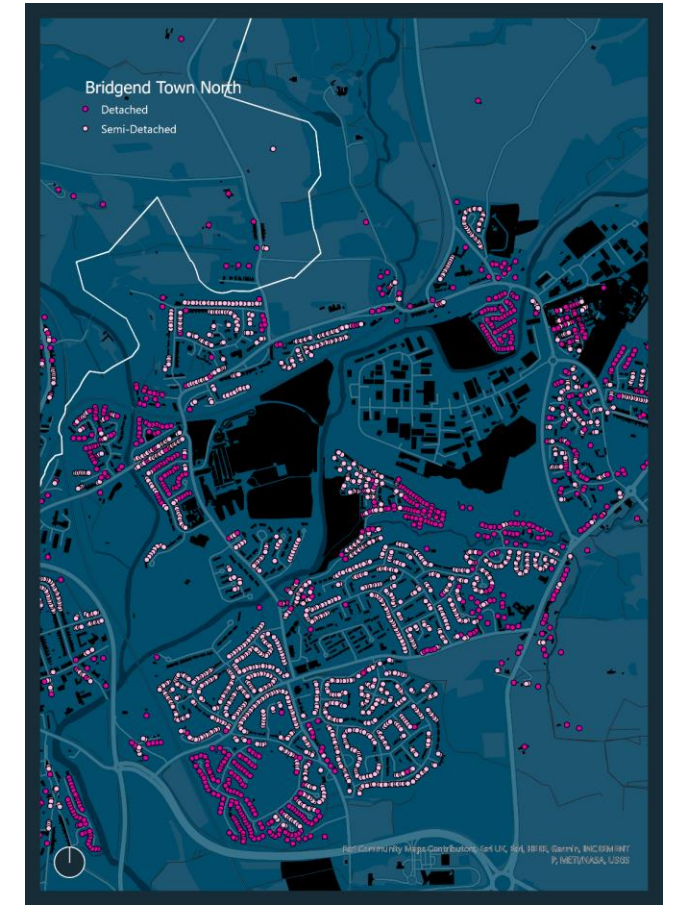 Bridgend Town North
Detached
Semi-Detached
Esri Community Maps Contributors, Esri UK, Esri, HERE, Garmin, INCREMENT
P, METI/NASA, USGS